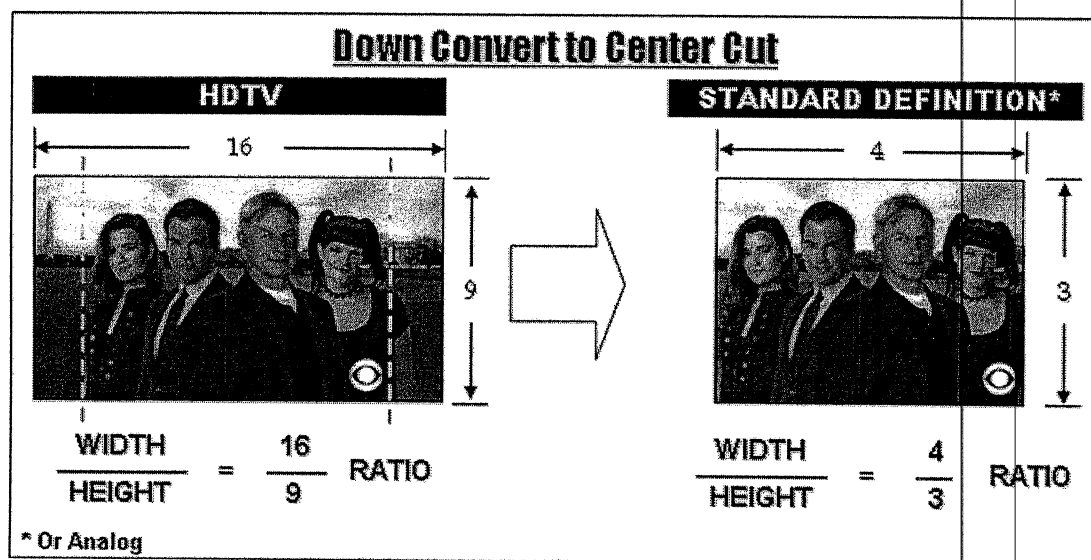 Down Convert to Center Cut
HDTV
STANDARD DEFINITION*
16
4
9
3
WIDTH
HEIGHT
=
16
9
RATIO
WIDTH
HEIGHT
=
4
3
RATIO
* Or Analog